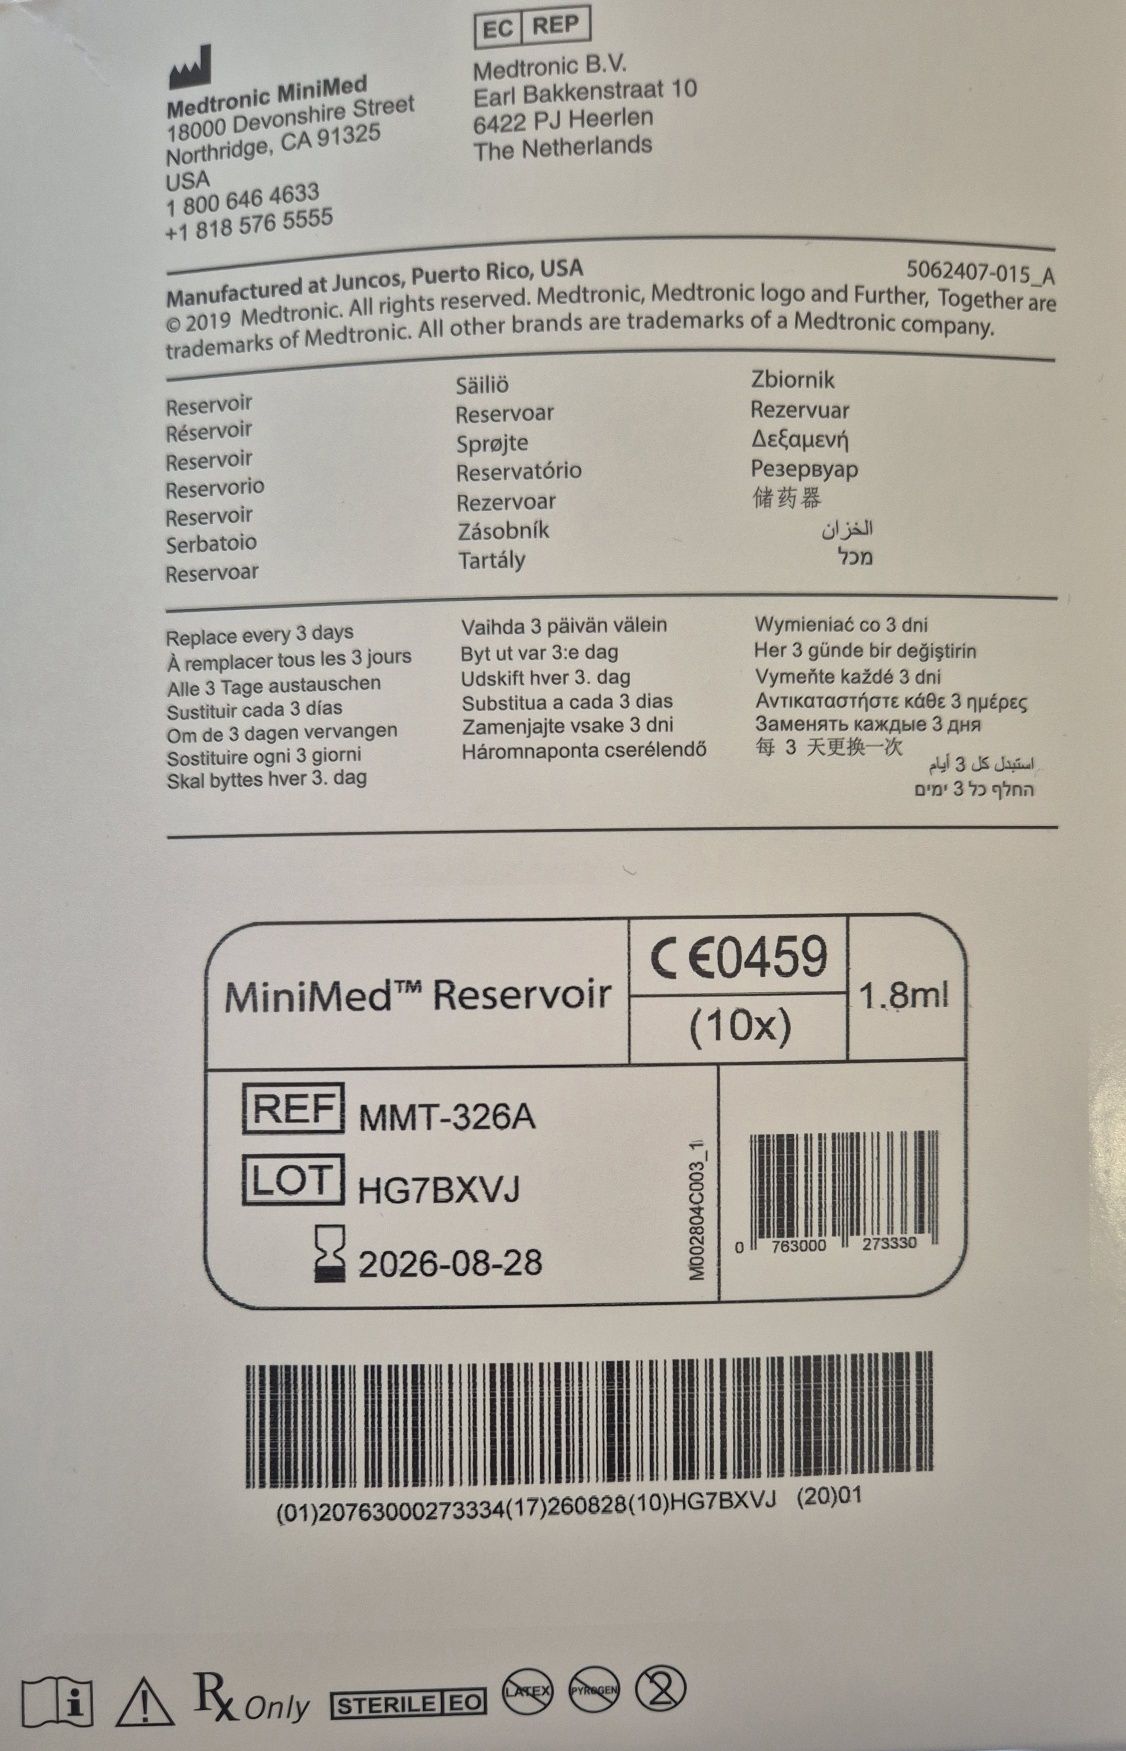 Medtronic MiniMed
18000 Devonshire Street
Northridge, CA 91325
USA
1 800 646 4633
+1 818 576 5555
EC REP
Medtronic B.V.
Earl Bakkenstraat 10
6422 PJ Heerlen
The Netherlands
Manufactured at Juncos, Puerto Rico, USA
5062407-015_A
© 2019 Medtronic. All rights reserved. Medtronic, Medtronic logo and Further, Together are
trademarks of Medtronic. All other brands are trademarks of a Medtronic company.
Reservoir
Réservoir
Reservoir
Reservorio
Reservoir
Serbatoio
Reservoar
Säiliö
Reservoar
Sprøjte
Reservatório
Rezervoar
Zásobník
Tartály
Zbiornik
Rezervuar
Δεξαμενή
Резервуар
储药器
الخزان
מכל
Replace every 3 days
À remplacer tous les 3 jours
Alle 3 Tage austauschen
Sustituir cada 3 días
Om de 3 dagen vervangen
Sostituire ogni 3 giorni
Skal byttes hver 3. dag
Vaihda 3 päivän välein
Byt ut var 3:e dag
Udskift hver 3. dag
Substitua a cada 3 dias
Zamenjajte vsake 3 dni
Háromnaponta cserélendő
Wymieniać co 3 dni
Her 3 günde bir değiştirin
Vymeňte každé 3 dni
Αντικαταστήστε κάθε 3 ημέρες
Заменять каждые 3 дня
每 3 天更换一次
استبدل كل 3 أيام
החלף כל 3 ימים
MiniMed™ Reservoir
CE0459
(10x)
1.8ml
REF MMT-326A
LOT HG7BXVJ
2026-08-28
M002804C003_1
0 763000 273330
(01)20763000273334(17)260828(10)HG7BXVJ (20)01
Rx Only
STERILE EO
LATEX
PYROGEN
2